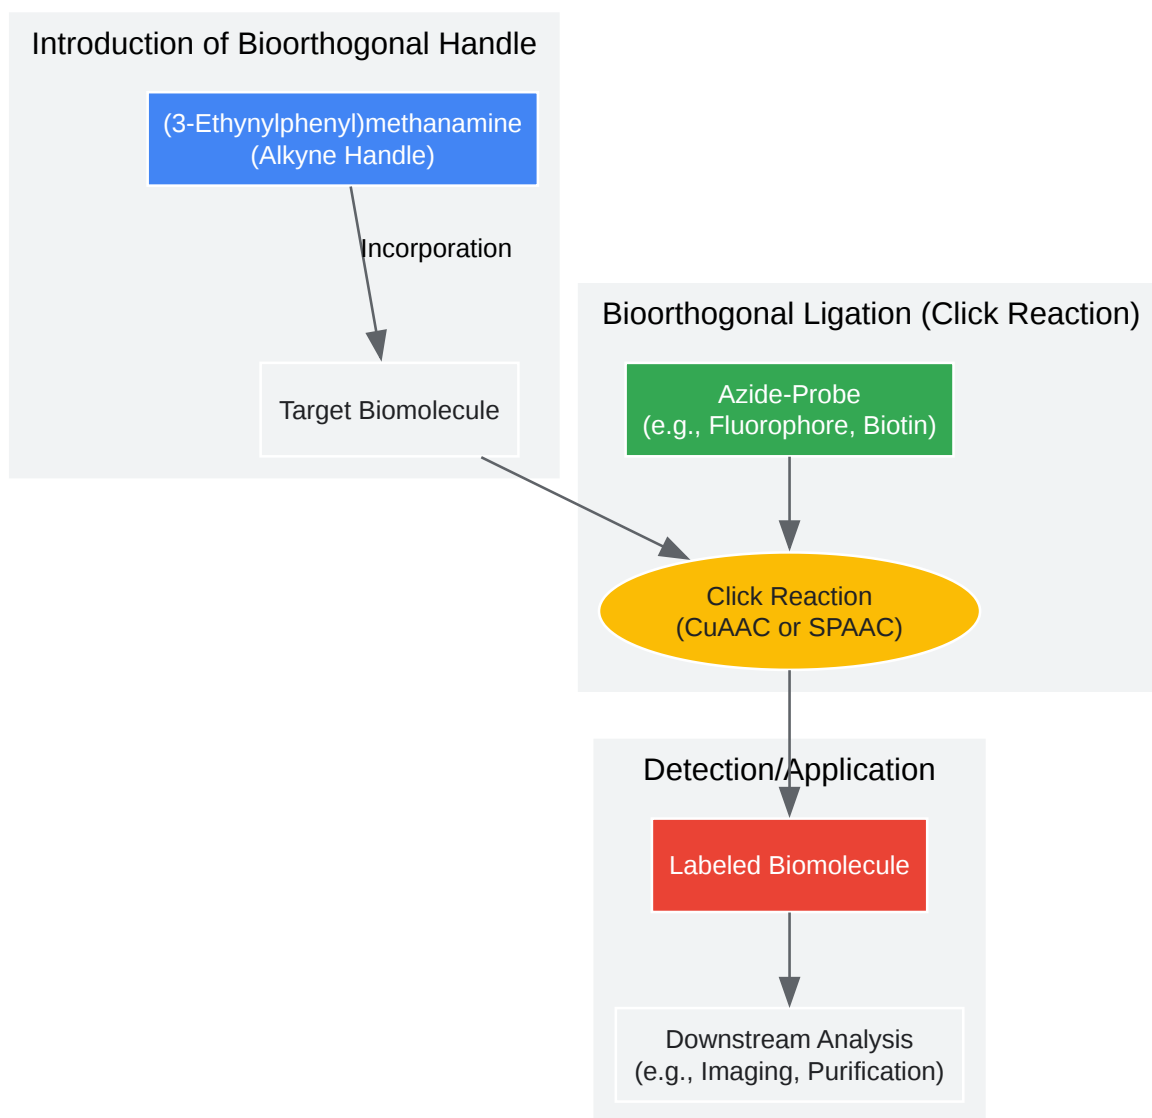 Introduction of Bioorthogonal Handle
(3-Ethynylphenyl)methanamine
(Alkyne Handle)
Incorporation
Target Biomolecule
Bioorthogonal Ligation (Click Reaction)
Azide-Probe
(e.g., Fluorophore, Biotin)
Click Reaction
(CuAAC or SPAAC)
Detection/Application
Labeled Biomolecule
Downstream Analysis
(e.g., Imaging, Purification)